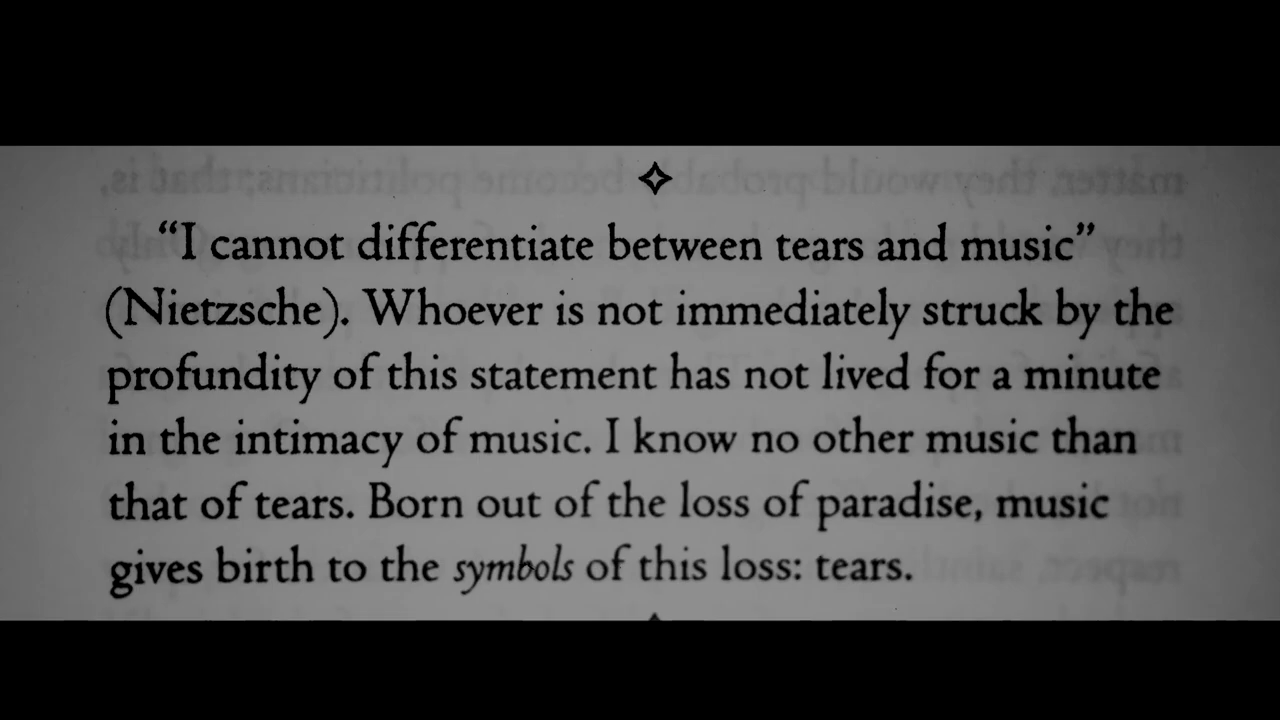 “I cannot differentiate between tears and music”
(Nietzsche). Whoever is not immediately struck by the
profundity of this statement has not lived for a minute
in the intimacy of music. I know no other music than
that of tears. Born out of the loss of paradise, music
gives birth to the symbols of this loss: tears.